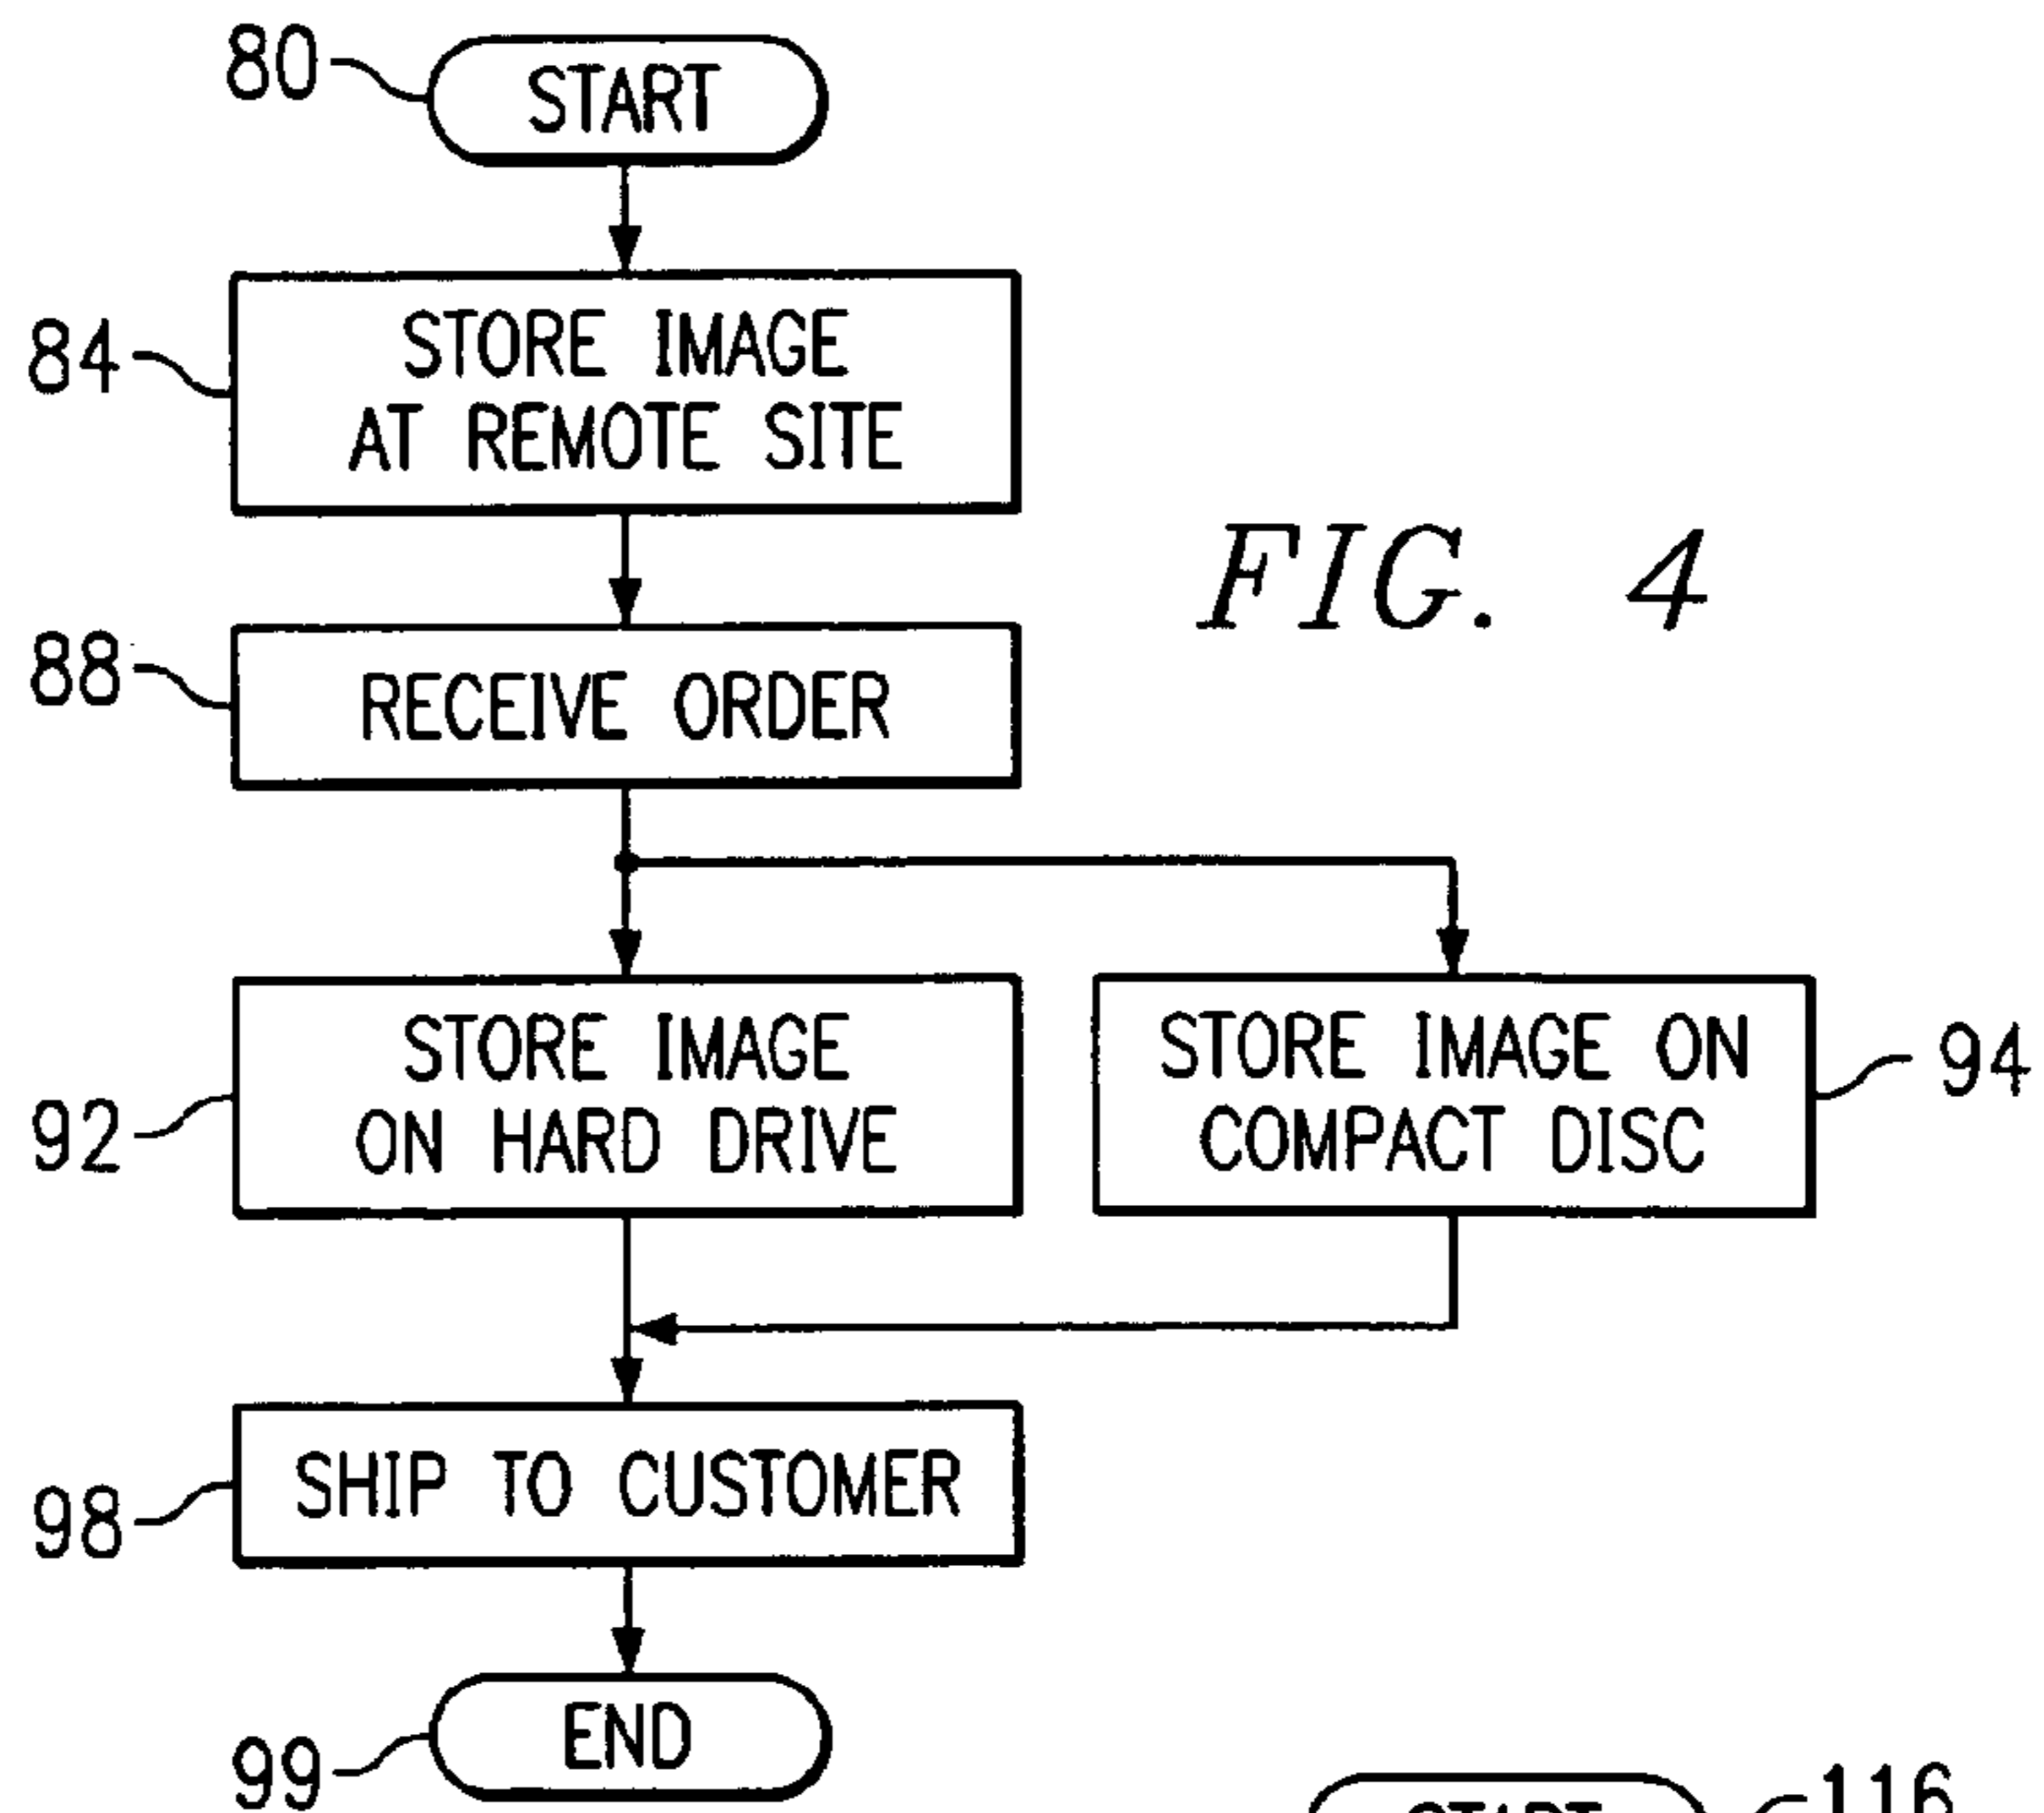 80
START
84
STORE IMAGE
AT REMOTE SITE
FIG. 4
88
RECEIVE ORDER
92
STORE IMAGE
ON HARD DRIVE
STORE IMAGE ON
COMPACT DISC
94
98
SHIP TO CUSTOMER
99
END
START
116